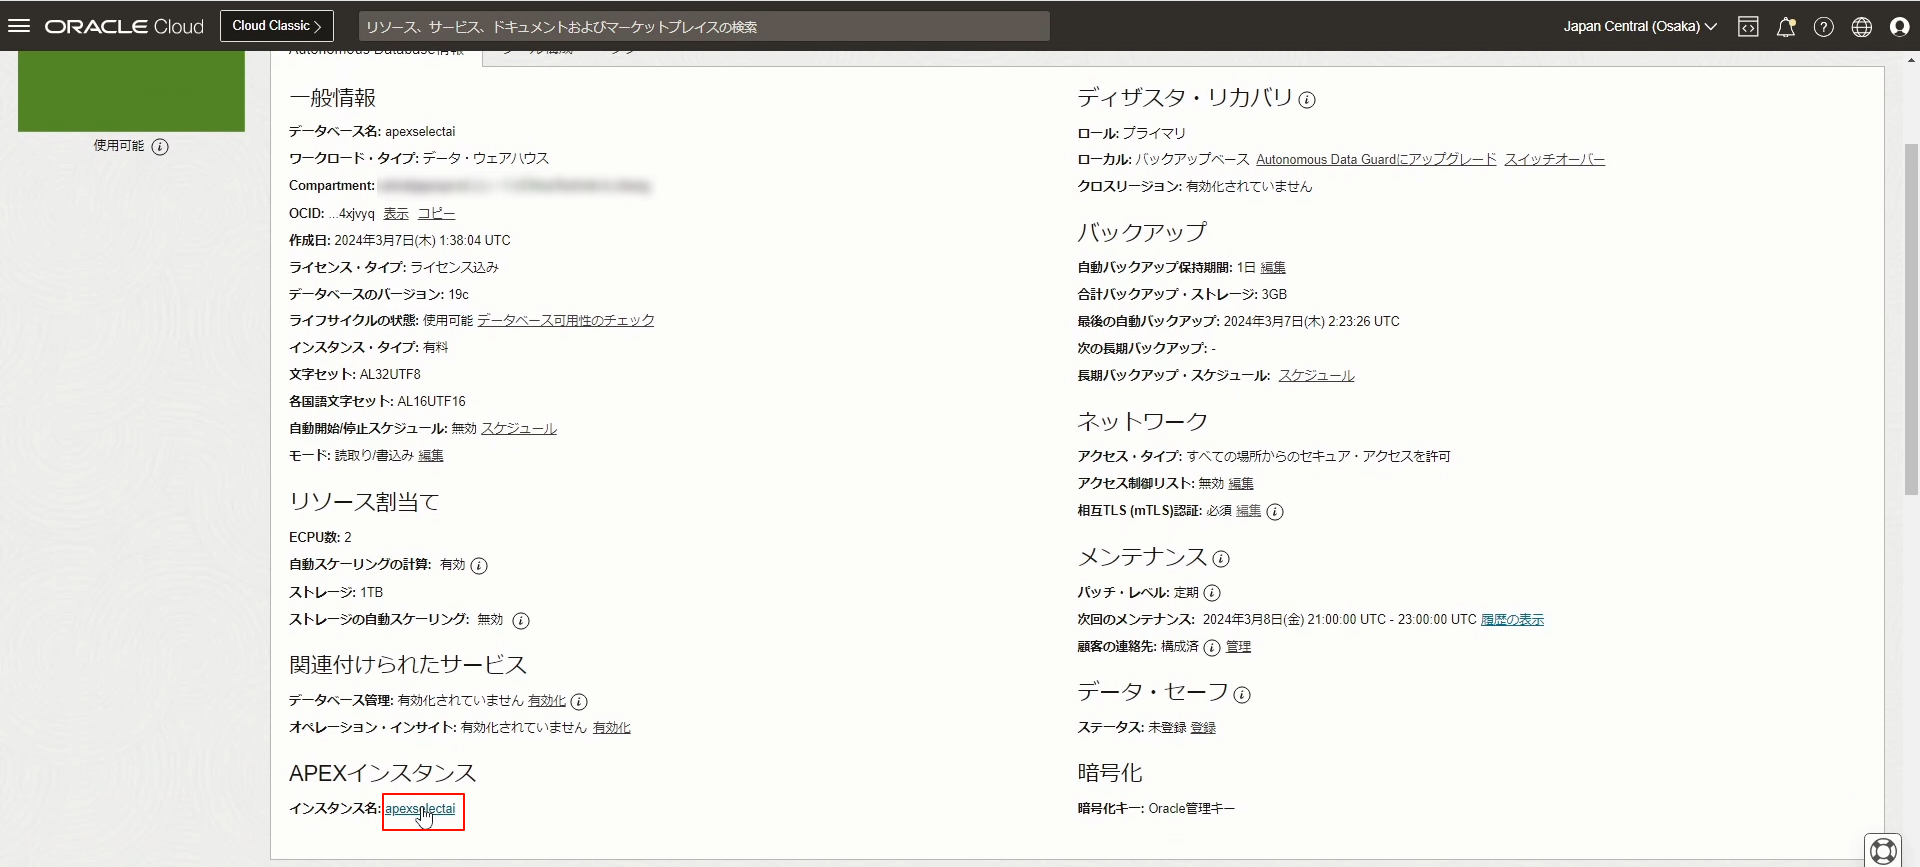 ORACLE Cloud
Cloud Classic >
リソース、サービス、ドキュメントおよびマーケットプレイスの検索
Japan Central (Osaka)
使用可能
一般情報
データベース名: apexselectai
ワークロード・タイプ: データ・ウェアハウス
Compartment:
OCID: ...4xjvyq 表示 コピー
作成日: 2024年3月7日(木) 1:38:04 UTC
ライセンス・タイプ: ライセンス込み
データベースのバージョン: 19c
ライフサイクルの状態: 使用可能 データベース可用性のチェック
インスタンス・タイプ: 有料
文字セット: AL32UTF8
各国語文字セット: AL16UTF16
自動開始/停止スケジュール: 無効 スケジュール
モード: 読取り/書込み 編集
リソース割当て
ECPU数: 2
自動スケーリングの計算: 有効
ストレージ: 1TB
ストレージの自動スケーリング: 無効
関連付けられたサービス
データベース管理: 有効化されていません 有効化
オペレーション・インサイト: 有効化されていません 有効化
APEXインスタンス
インスタンス名: apexselectai
ディザスタ・リカバリ
ロール: プライマリ
ローカル: バックアップベース Autonomous Data Guardにアップグレード スイッチオーバー
クロスリージョン: 有効化されていません
バックアップ
自動バックアップ保持期間: 1日 編集
合計バックアップ・ストレージ: 3GB
最後の自動バックアップ: 2024年3月7日(木) 2:23:26 UTC
次の長期バックアップ: -
長期バックアップ・スケジュール: スケジュール
ネットワーク
アクセス・タイプ: すべての場所からのセキュア・アクセスを許可
アクセス制御リスト: 無効 編集
相互TLS (mTLS)認証: 必須 編集
メンテナンス
パッチ・レベル: 定期
次回のメンテナンス: 2024年3月8日(金) 21:00:00 UTC - 23:00:00 UTC 履歴の表示
顧客の連絡先: 構成済 管理
データ・セーフ
ステータス: 未登録 登録
暗号化
暗号化キー: Oracle管理キー